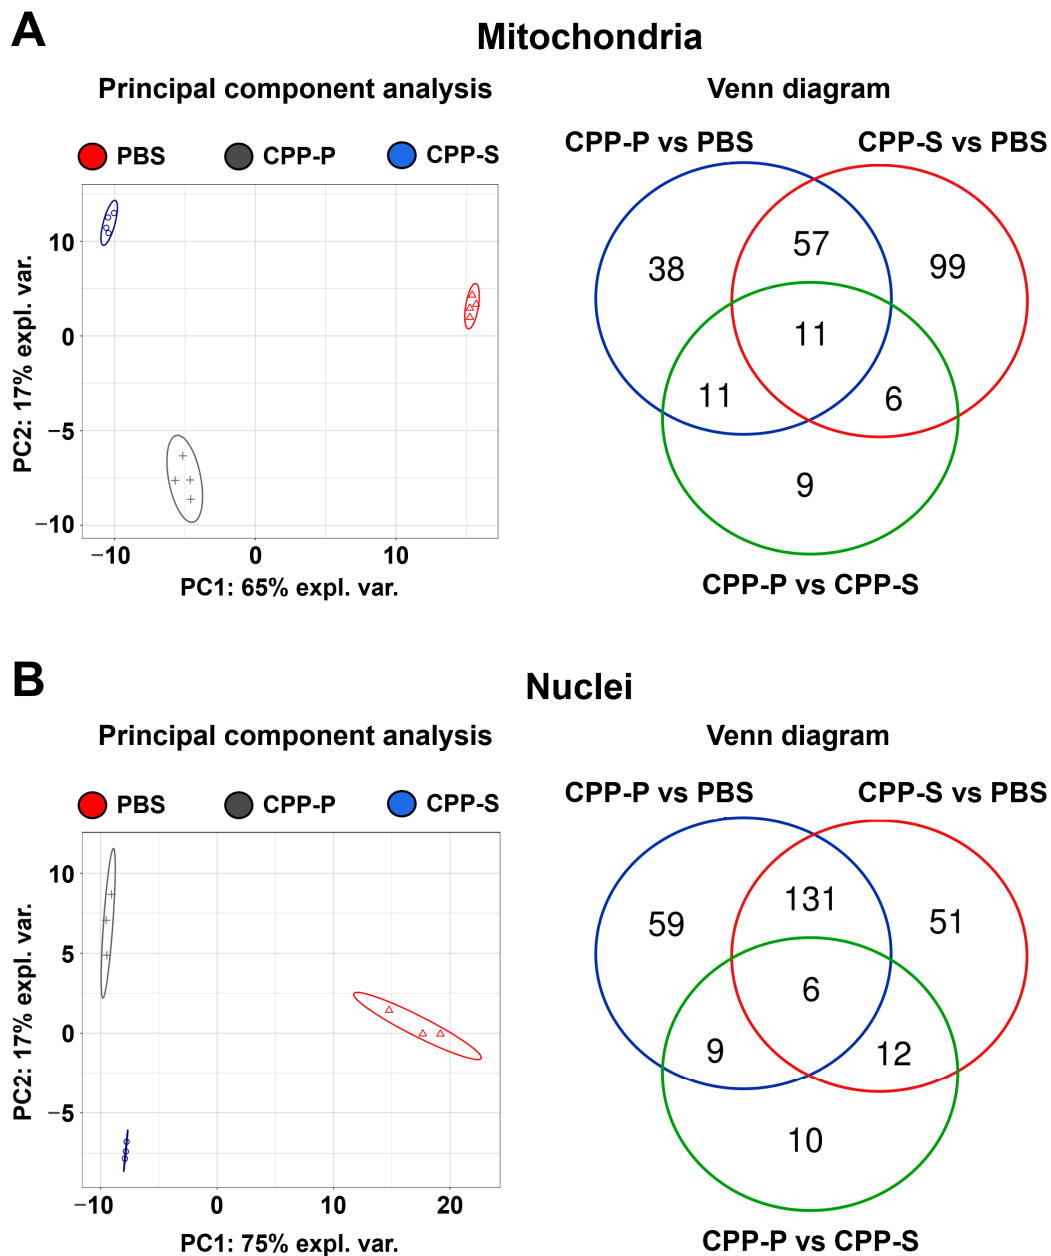 A
Mitochondria
Principal component analysis
Venn diagram
PBS CPP-P CPP-S
CPP-P vs PBS CPP-S vs PBS
10
0
−5
−10
PC2: 17% expl. var.
−10 0 10
PC1: 65% expl. var.
38 57 99
11
11 6
9
CPP-P vs CPP-S
B
Nuclei
Principal component analysis
Venn diagram
PBS CPP-P CPP-S
CPP-P vs PBS CPP-S vs PBS
10
5
0
−5
PC2: 17% expl. var.
−10 0 10 20
PC1: 75% expl. var.
59 131 51
6
9 12
10
CPP-P vs CPP-S